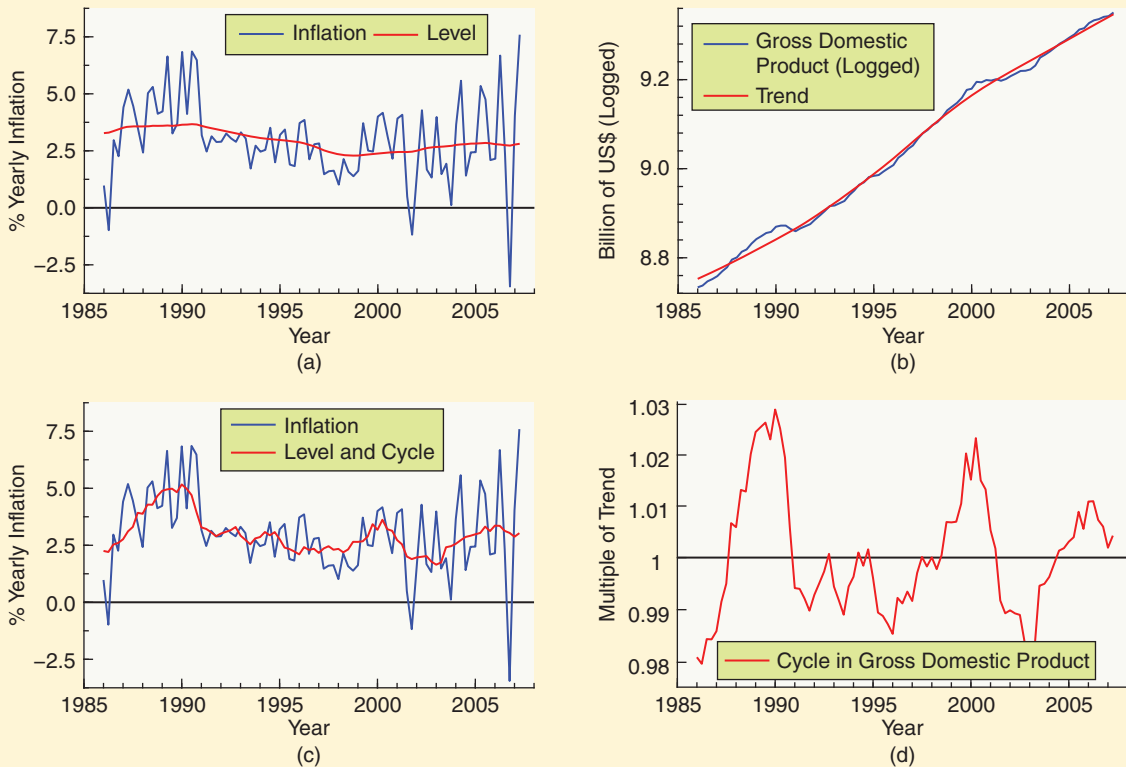 Inflation Level
% Yearly Inflation
7.5
5.0
2.5
0.0
−2.5
1985 1990 1995 2000 2005
Year
(a)
Gross Domestic
Product (Logged)
Trend
Billion of US$ (Logged)
9.2
9.0
8.8
1985 1990 1995 2000 2005
Year
(b)
Inflation
Level and Cycle
% Yearly Inflation
7.5
5.0
2.5
0.0
−2.5
1985 1990 1995 2000 2005
Year
(c)
Multiple of Trend
1.03
1.02
1.01
1
0.99
0.98
Cycle in Gross Domestic Product
1985 1990 1995 2000 2005
Year
(d)